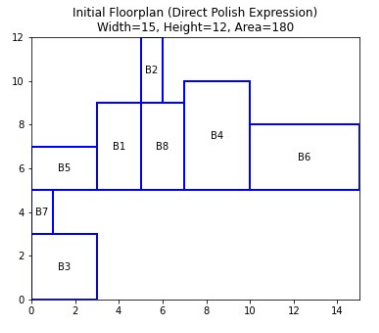 Initial Floorplan (Direct Polish Expression)
Width=15, Height=12, Area=180
12
10
8
6
4
2
0
B2
B4
B1
B8
B6
B5
B7
B3
0 2 4 6 8 10 12 14